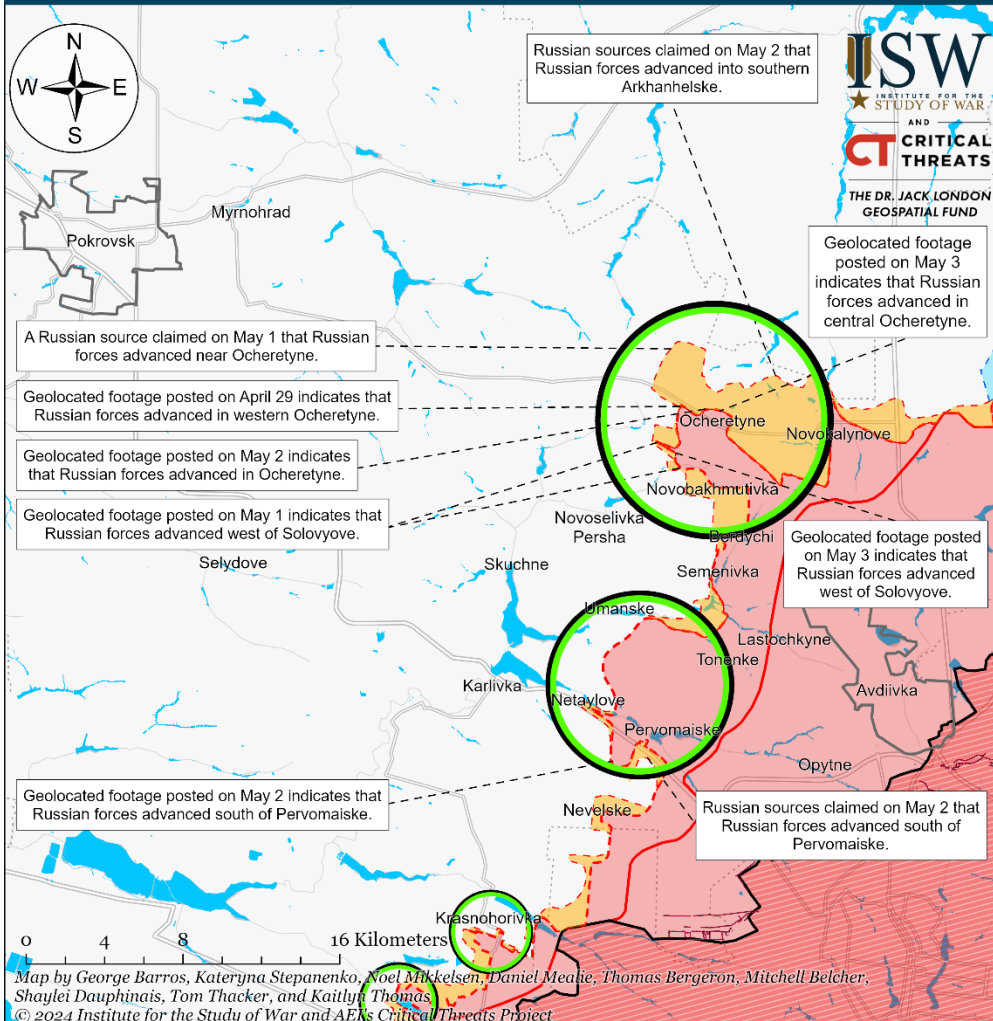 N
W
E
S
Russian sources claimed on May 2 that
Russian forces advanced into southern
Arkhanhelske.
ISW
INSTITUTE FOR THE
STUDY OF WAR
AND
CT CRITICAL
THREATS
THE DR. JACK LONDON
GEOSPATIAL FUND
Myrnohrad
Pokrovsk
Geolocated footage
posted on May 3
indicates that Russian
forces advanced in
central Ocheretyne.
A Russian source claimed on May 1 that Russian
forces advanced near Ocheretyne.
Geolocated footage posted on April 29 indicates that
Russian forces advanced in western Ocheretyne.
Geolocated footage posted on May 2 indicates
that Russian forces advanced in Ocheretyne.
Geolocated footage posted on May 1 indicates that
Russian forces advanced west of Solovyove.
Ocheretyne
Novokalynove
Novobakhmutivka
Novoselivka
Persha
Berdychi
Geolocated footage posted
on May 3 indicates that
Russian forces advanced
west of Solovyove.
Selydove
Skuchne
Semenivka
Umanske
Lastochkyne
Tonenke
Karlivka
Netaylove
Avdiivka
Pervomaiske
Opytne
Geolocated footage posted on May 2 indicates that
Russian forces advanced south of Pervomaiske.
Nevelske
Russian sources claimed on May 2 that
Russian forces advanced south of
Pervomaiske.
Krasnohorivka
0 4 8 16 Kilometers
Map by George Barros, Kateryna Stepanenko, Noel Mikkelsen, Daniel Mealie, Thomas Bergeron, Mitchell Belcher,
Shaylei Dauphinais, Tom Thacker, and Kaitlyn Thomas
© 2024 Institute for the Study of War and AEI's Critical Threats Project